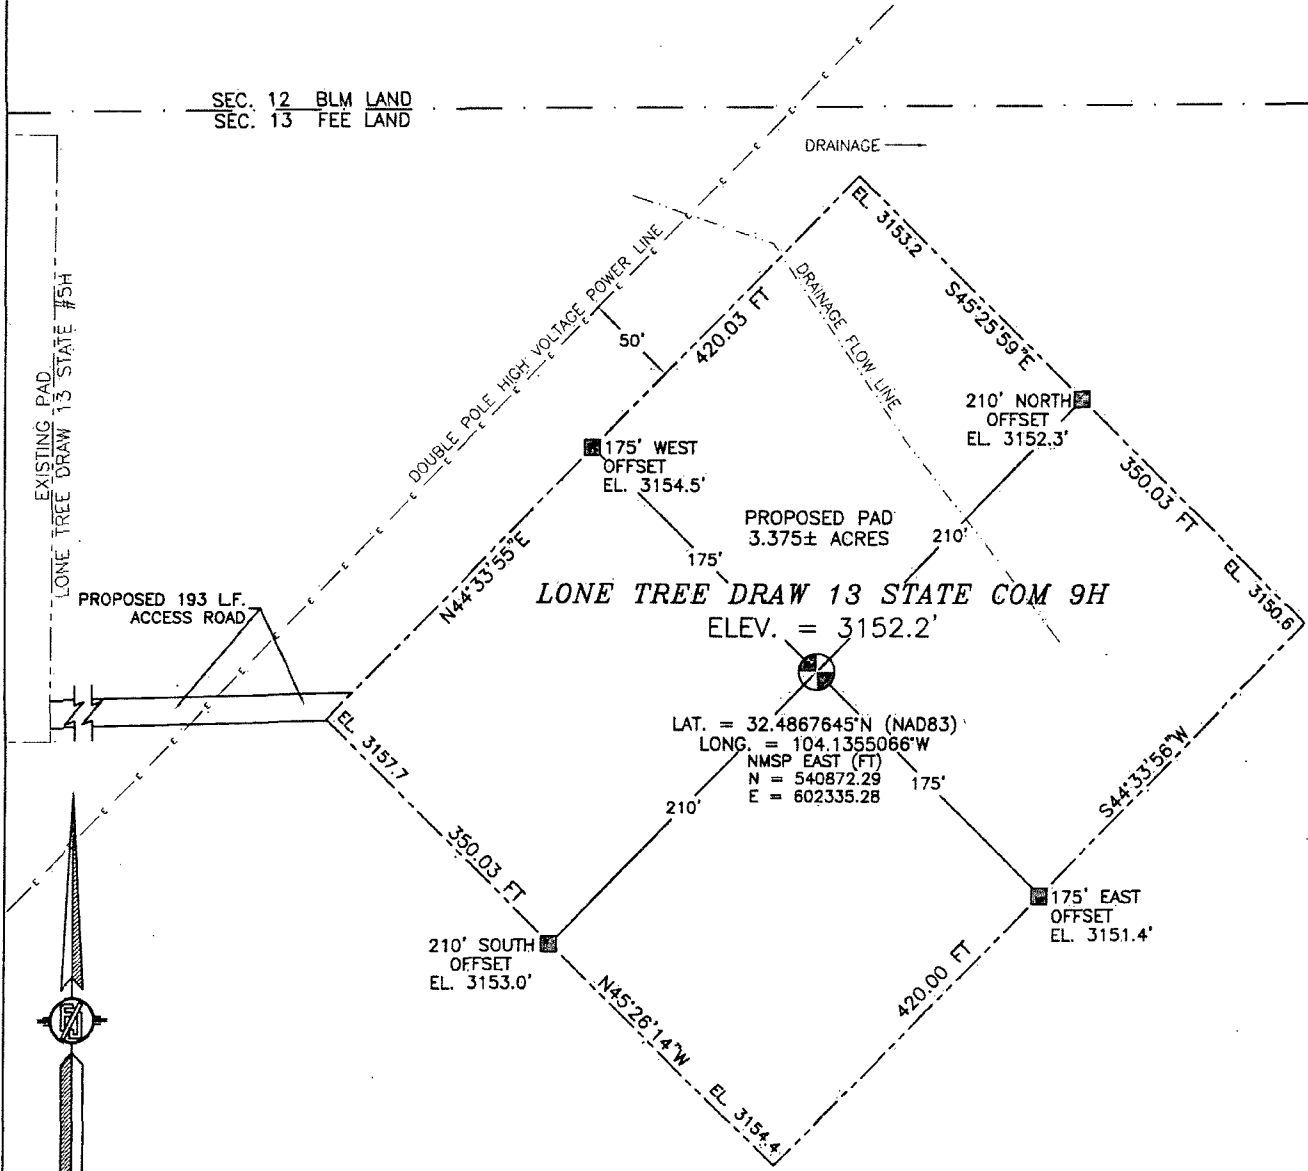 SEC. 12 BLM LAND
SEC. 13 FEE LAND
DRAINAGE
EL. 3153.2
DOUBLE POLE HIGH VOLTAGE POWER LINE
50'
420.03 FT
DRAINAGE FLOW LINE
S45°25'59"E
EXISTING PAD
LONE TREE DRAW 13 STATE #5H
210' NORTH
OFFSET
EL. 3152.3'
175' WEST
OFFSET
EL. 3154.5'
350.03 FT
PROPOSED PAD
3.375± ACRES
210'
175'
N44°33'55"E
EL. 3150.6
PROPOSED 193 L.F.
ACCESS ROAD
LONE TREE DRAW 13 STATE COM 9H
ELEV. = 3152.2'
EL. 3157.7
LAT. = 32.4867645°N (NAD83)
LONG. = 104.1355066°W
NMSP EAST (FT)
N = 540872.29
E = 602335.28
175'
210'
S44°33'56"W
350.03 FT
175' EAST
OFFSET
EL. 3151.4'
210' SOUTH
OFFSET
EL. 3153.0'
N45°26'14"W
420.00 FT
EL. 3154.4